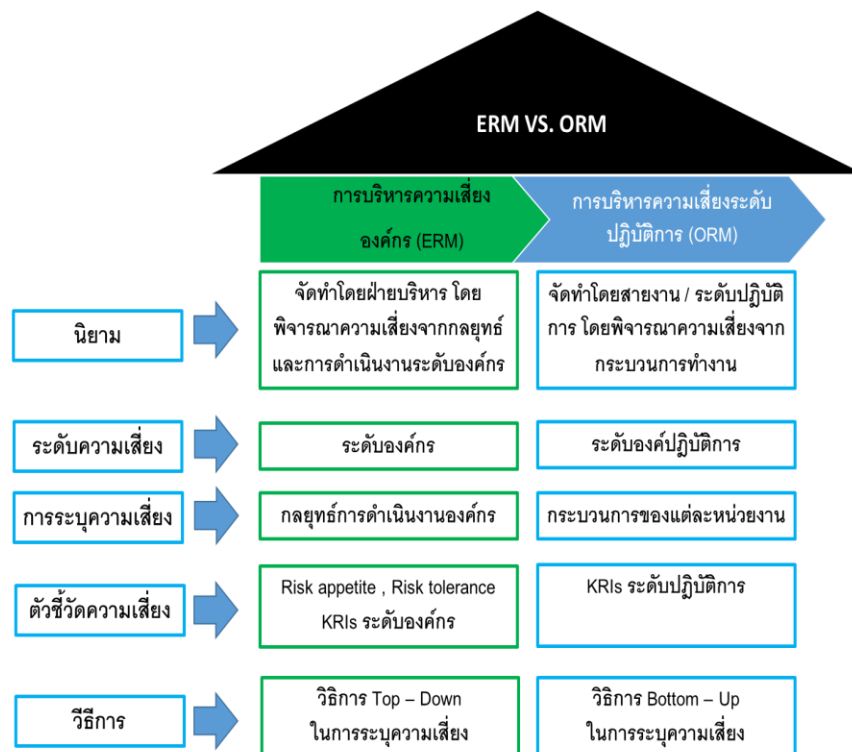 ERM VS. ORM
การบริหารความเสี่ยง
องค์กร (ERM)
การบริหารความเสี่ยงระดับ
ปฏิบัติการ (ORM)
นิยาม
จัดทำโดยฝ่ายบริหาร โดย
พิจารณาความเสี่ยงจากกลยุทธ์
และการดำเนินงานระดับองค์กร
จัดทำโดยสายงาน / ระดับปฏิบัติ
การ โดยพิจารณาความเสี่ยงจาก
กระบวนการทำงาน
ระดับความเสี่ยง
ระดับองค์กร
ระดับองค์ปฏิบัติการ
การระบุความเสี่ยง
กลยุทธ์การดำเนินงานองค์กร
กระบวนการของแต่ละหน่วยงาน
ตัวชี้วัดความเสี่ยง
Risk appetite , Risk tolerance
KRIs ระดับองค์กร
KRIs ระดับปฏิบัติการ
วีธีการ
วิธิการ Top – Down
ในการระบุความเสี่ยง
วิธิการ Bottom – Up
ในการระบุความเสี่ยง